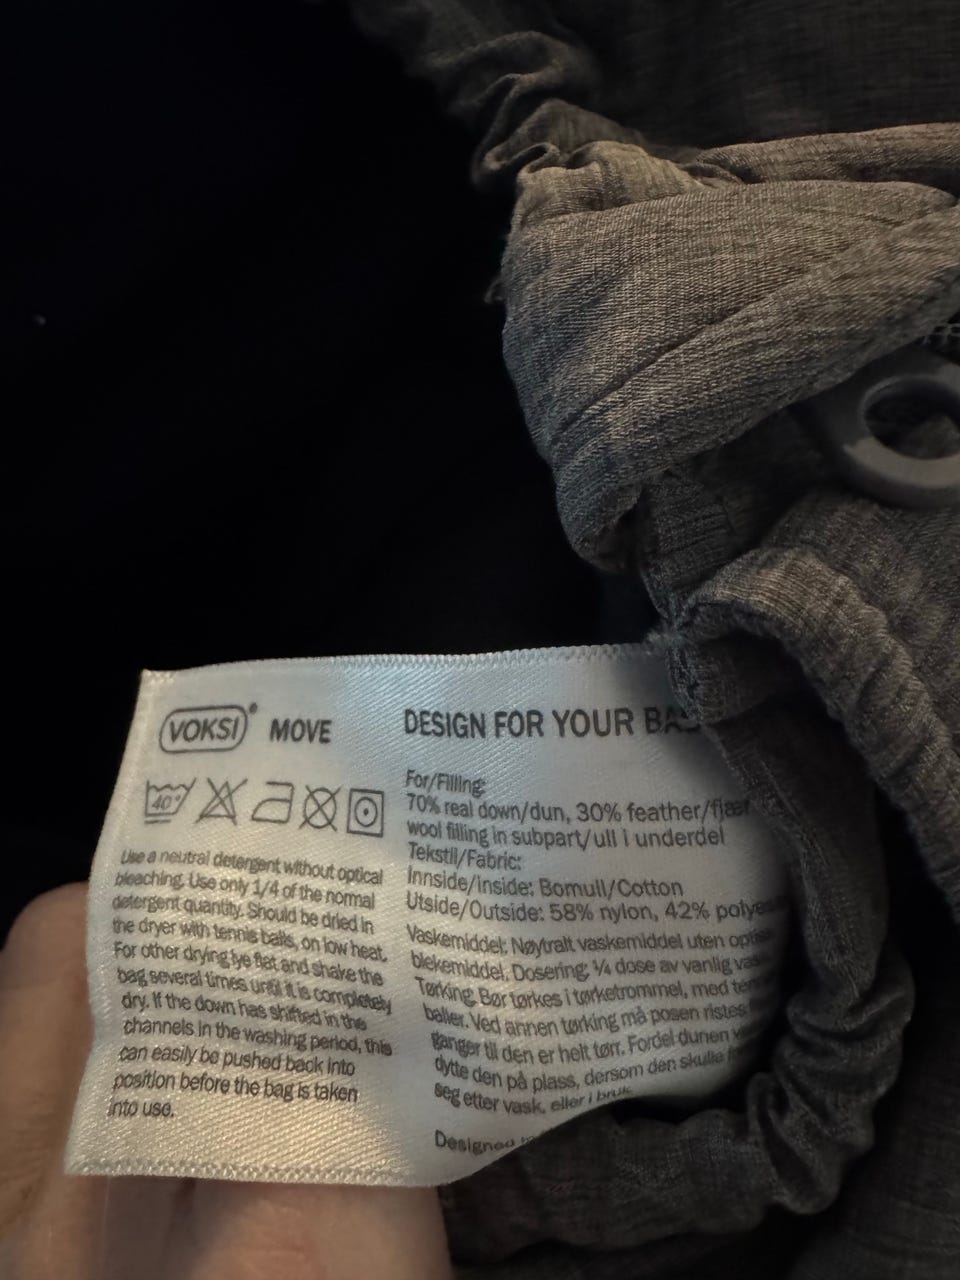 VOKSI® MOVE
40°
Use a neutral detergent without optical
bleaching. Use only 1/4 of the normal
detergent quantity. Should be dried in
the dryer with tennis balls, on low heat.
For other drying lye flat and shake the
bag several times until it is completely
dry. If the down has shifted in the
channels in the washing period, this
can easily be pushed back into
position before the bag is taken
into use.
DESIGN FOR YOUR
For/Filling:
70% real down/dun, 30% feather/fjær
wool filling in subpart/ull i underdel
Tekstil/Fabric:
Innside/Inside: Bomull/Cotton
Utside/Outside: 58% nylon, 42%
Vaskemiddel: Nøytralt vaskemiddel uten
blekemiddel. Dosering: ¼ dose av vanlig
Tørking: Bør tørkes i tørketrommel, med
baller. Ved annen tørking må posen ristes
ganger til den er helt tørr. Fordel dunen
dytte den på plass, dersom den skulle
seg etter vask, eller i bruk.
Designed